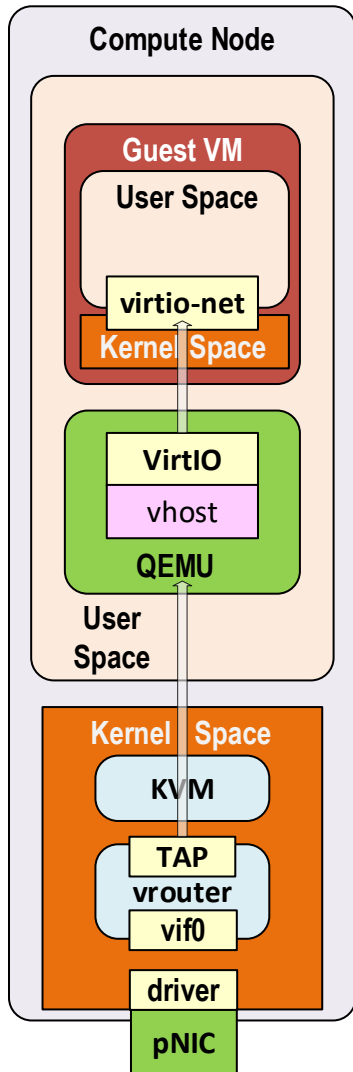 Compute Node
Guest VM
User Space
virtio-net
Kernel Space
VirtIO
vhost
QEMU
User
Space
Kernel Space
KVM
TAP
vrouter
vif0
driver
pNIC